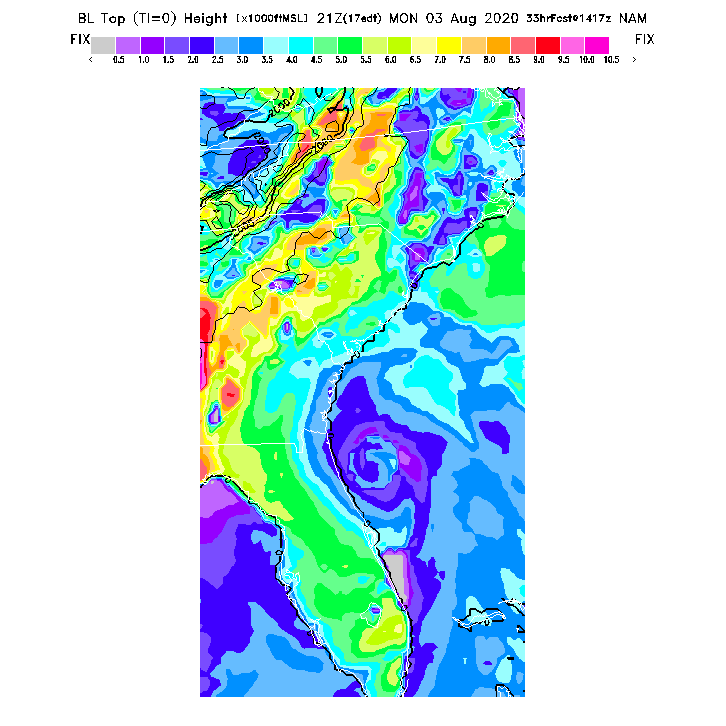 BL Top (TI=0) Height [x1000ftMSL] 21Z(17edt) MON 03 Aug 2020 33hrFcst@1417z NAM
FIX FIX
< 0.5 1.0 1.5 2.0 2.5 3.0 3.5 4.0 4.5 5.0 5.5 6.0 6.5 7.0 7.5 8.0 8.5 9.0 9.5 10.0 10.5 >
2000
2000
T